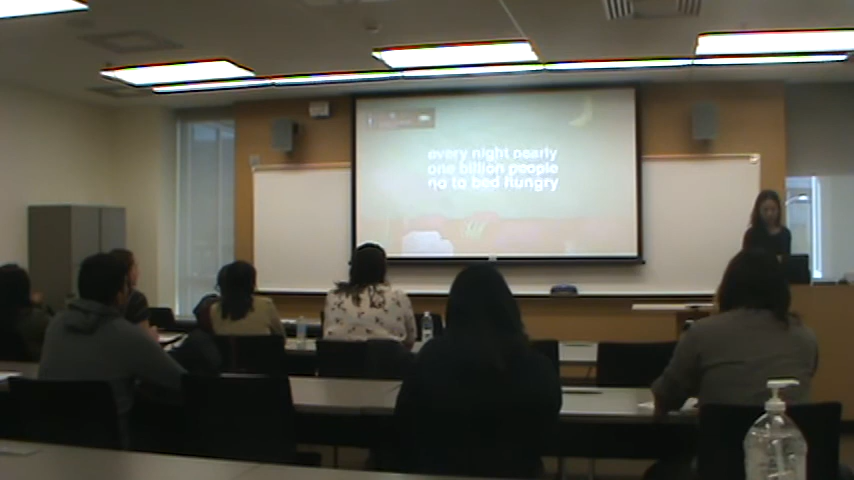 every night nearly
one billion people
go to bed hungry